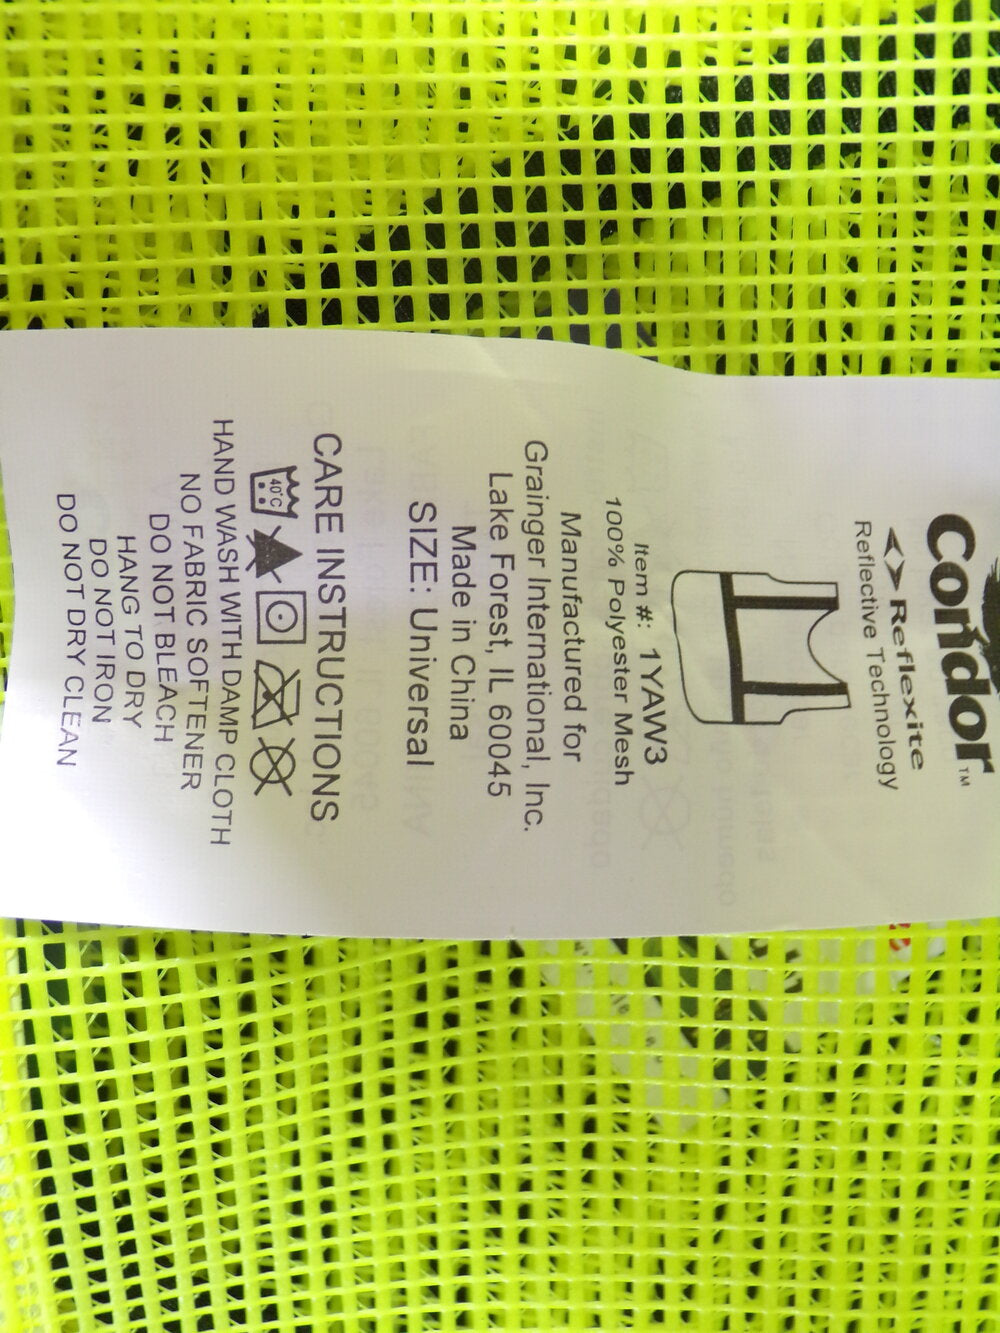 Condor™
<> Reflexite
Reflective Technology
Item #: 1YAW3
100% Polyester Mesh
Manufactured for
Grainger International, Inc.
Lake Forest, IL 60045
Made in China
SIZE: Universal
CARE INSTRUCTIONS
40°C
HAND WASH WITH DAMP CLOTH
NO FABRIC SOFTENER
DO NOT BLEACH
HANG TO DRY
DO NOT IRON
DO NOT DRY CLEAN